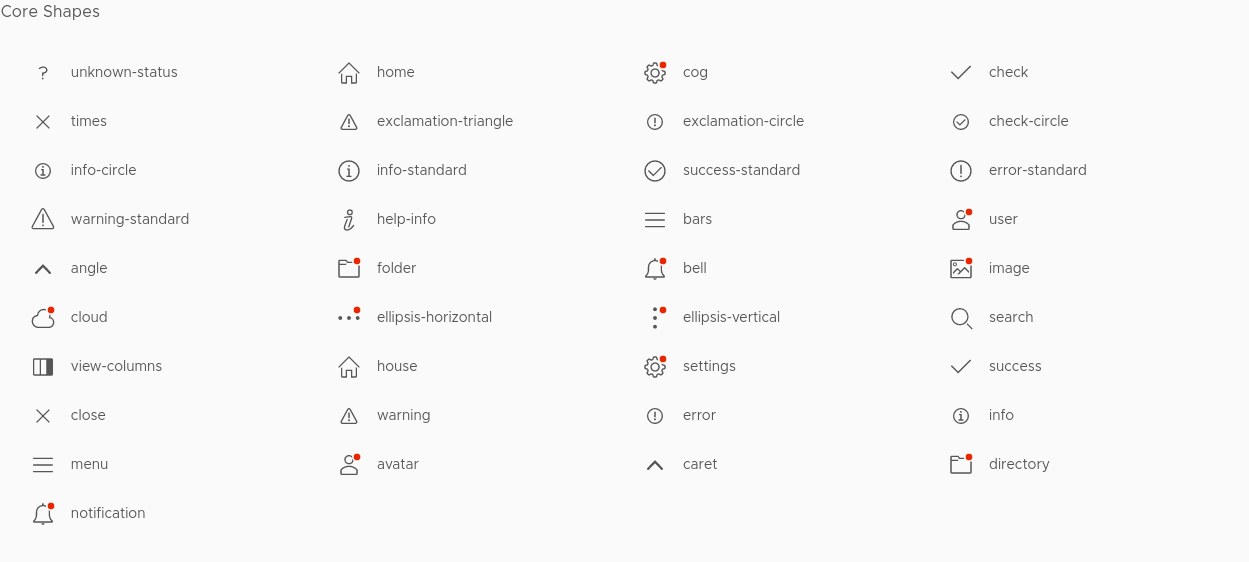 Core Shapes
unknown-status
home
cog
check
times
exclamation-triangle
exclamation-circle
check-circle
info-circle
info-standard
success-standard
error-standard
warning-standard
help-info
bars
user
angle
folder
bell
image
cloud
ellipsis-horizontal
ellipsis-vertical
search
view-columns
house
settings
success
close
warning
error
info
menu
avatar
caret
directory
notification